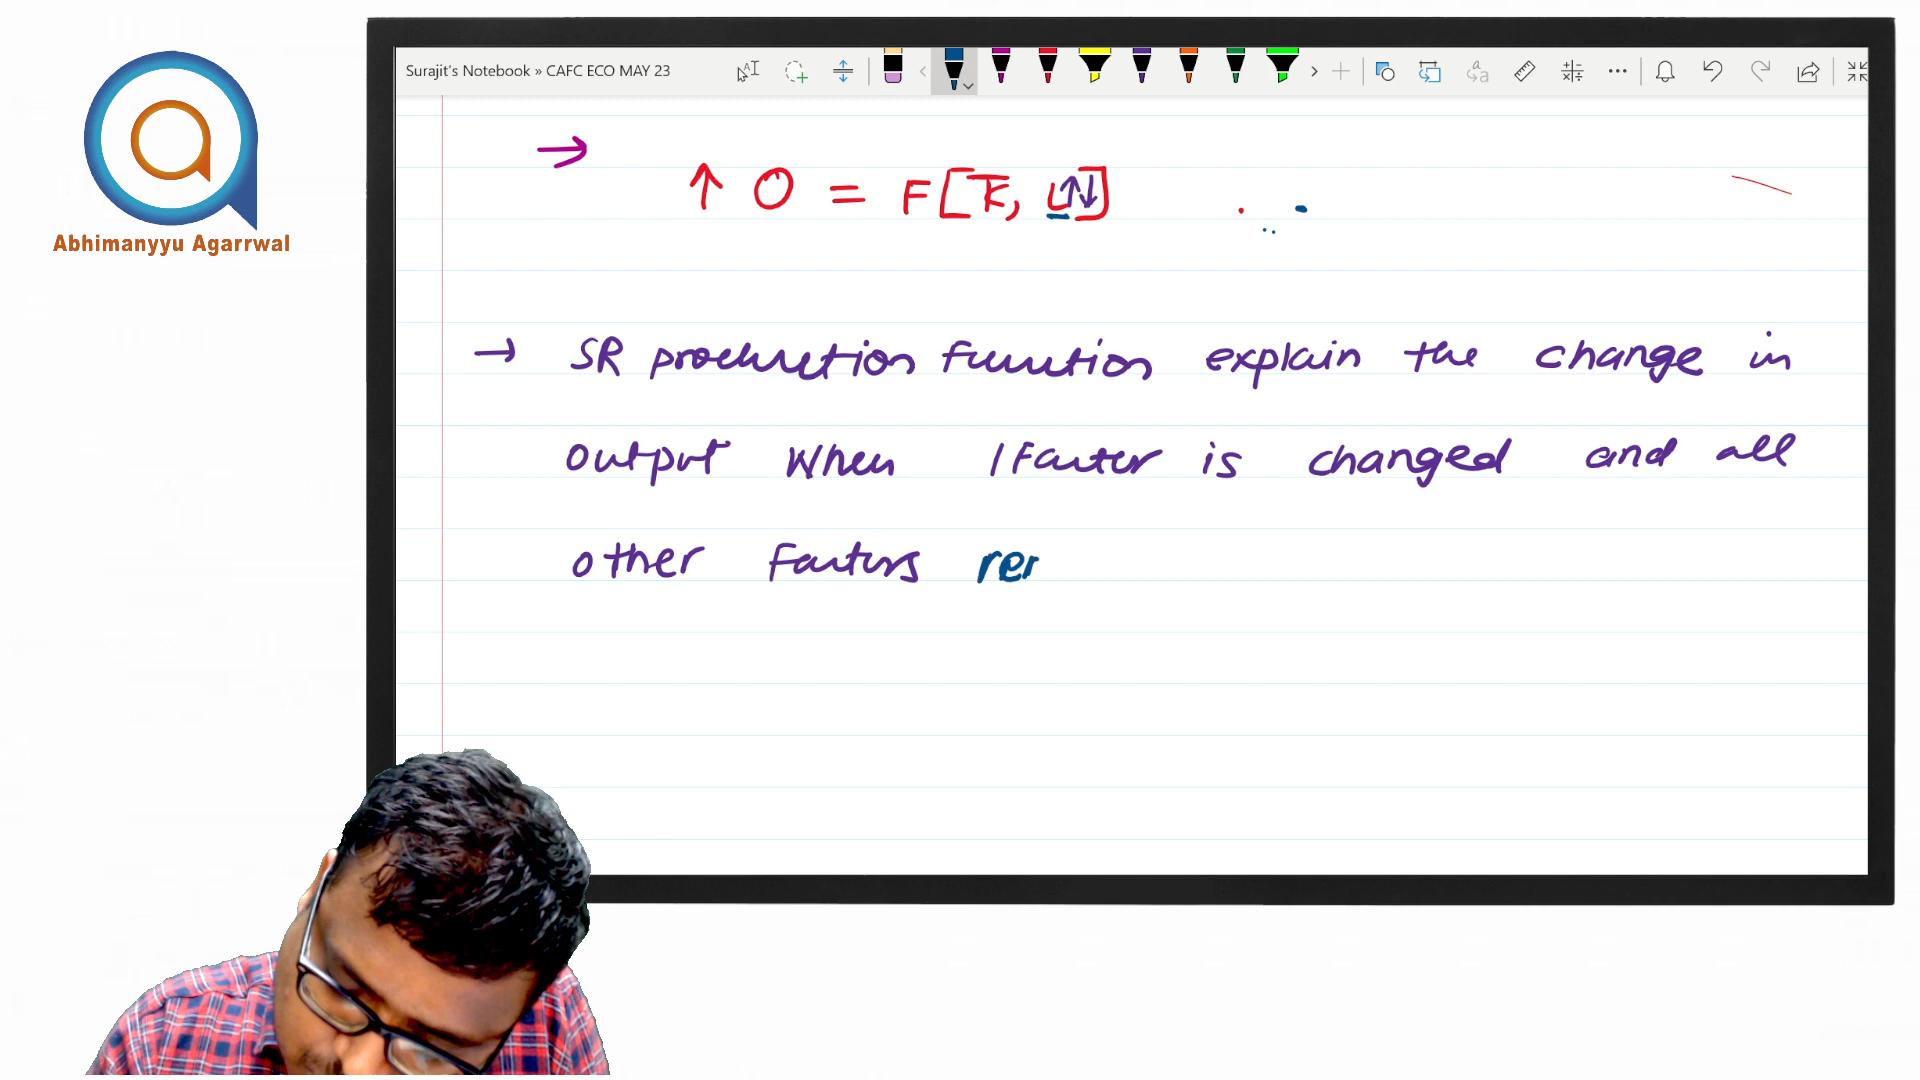 Surajit's Notebook » CAFC ECO MAY 23
Abhimanyyu Agarrwal
→
↑ O = F[K̅, L↑↓]
→ SR production function explain the change in
output when 1 Factor is changed and all
other Factors rer